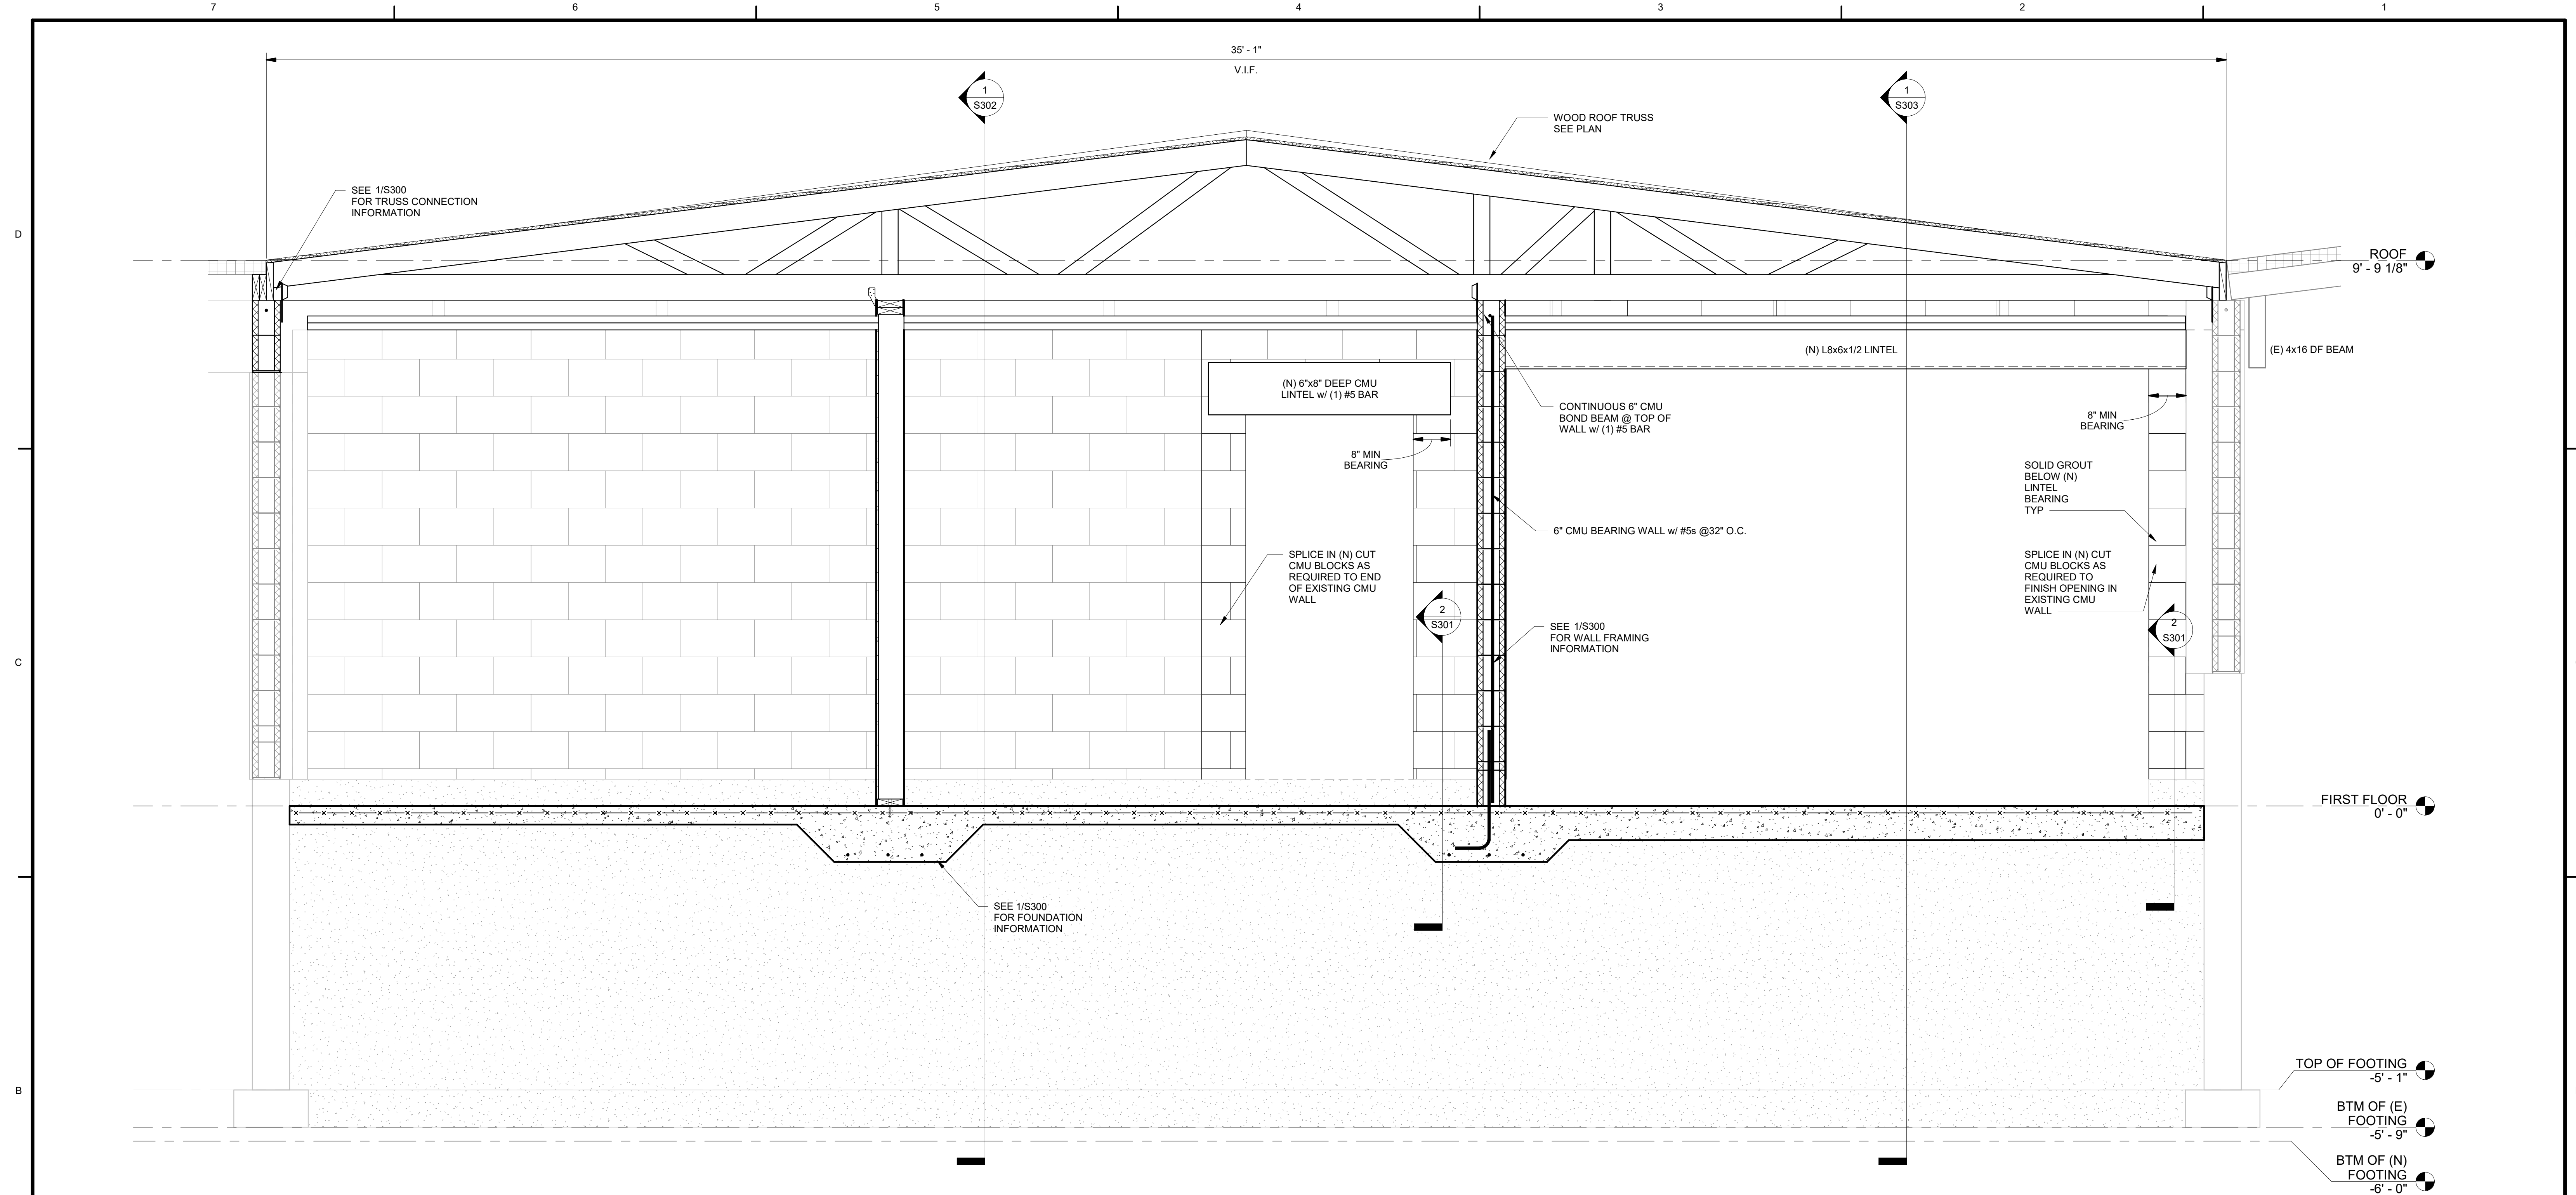 7 6 5 4 3 2 1
35' - 1"
V.I.F.
1
S302
1
S303
WOOD ROOF TRUSS
SEE PLAN
SEE 1/S300
FOR TRUSS CONNECTION
INFORMATION
D
ROOF
9' - 9 1/8"
(N) L8x6x1/2 LINTEL
(E) 4x16 DF BEAM
(N) 6"x8" DEEP CMU
LINTEL w/ (1) #5 BAR
CONTINUOUS 6" CMU
BOND BEAM @ TOP OF
WALL w/ (1) #5 BAR
8" MIN
BEARING
8" MIN
BEARING
SOLID GROUT
BELOW (N)
LINTEL
BEARING
TYP
6" CMU BEARING WALL w/ #5s @32" O.C.
SPLICE IN (N) CUT
CMU BLOCKS AS
REQUIRED TO END
OF EXISTING CMU
WALL
SPLICE IN (N) CUT
CMU BLOCKS AS
REQUIRED TO
FINISH OPENING IN
EXISTING CMU
WALL
2
S301
2
S301
SEE 1/S300
FOR WALL FRAMING
INFORMATION
C
FIRST FLOOR
0' - 0"
SEE 1/S300
FOR FOUNDATION
INFORMATION
B
TOP OF FOOTING
-5' - 1"
BTM OF (E)
FOOTING
-5' - 9"
BTM OF (N)
FOOTING
-6' - 0"